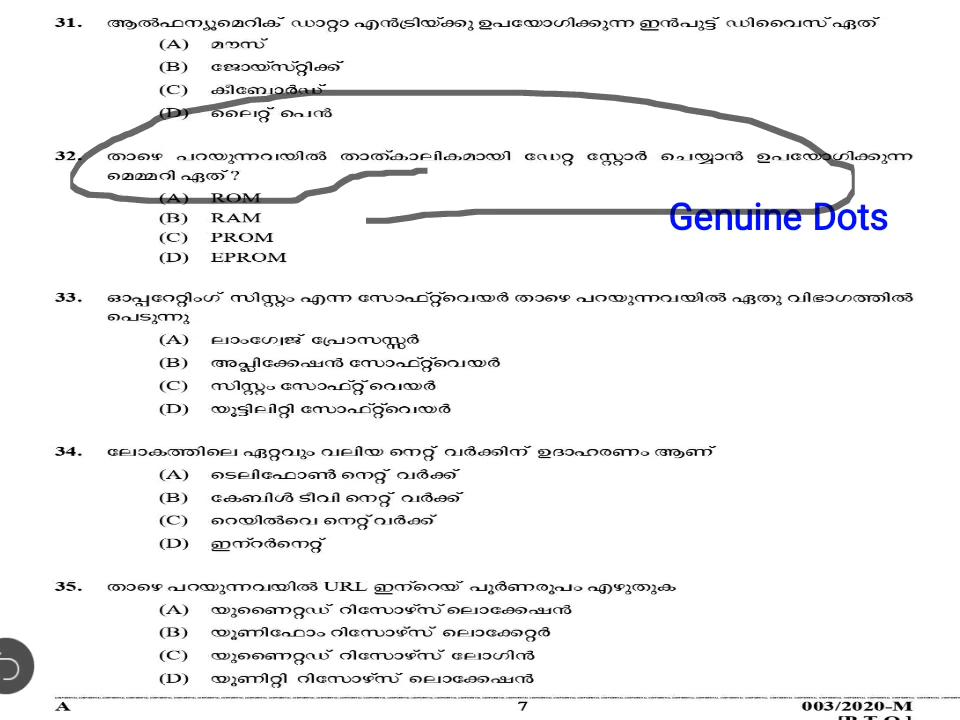 31. ആൽഫന്യൂമെറിക് ഡാറ്റാ എൻട്രിയ്ക്കു ഉപയോഗിക്കുന്ന ഇൻപുട്ട് ഡിവൈസ് ഏത്
(A) മൗസ്
(B) ജോയ്സ്റ്റിക്ക്
(C) കീബോർഡ്
(D) ലൈറ്റ് പെൻ
32. താഴെ പറയുന്നവയിൽ താത്കാലികമായി ഡേറ്റ സ്റ്റോർ ചെയ്യാൻ ഉപയോഗിക്കുന്ന
മെമ്മറി ഏത് ?
(A) ROM
(B) RAM
(C) PROM
(D) EPROM
Genuine Dots
33. ഓപ്പറേറ്റിംഗ് സിസ്റ്റം എന്ന സോഫ്റ്റ്‌വെയർ താഴെ പറയുന്നവയിൽ ഏതു വിഭാഗത്തിൽ
പെടുന്നു
(A) ലാംഗ്വേജ് പ്രോസസ്സർ
(B) അപ്ലിക്കേഷൻ സോഫ്റ്റ്‌വെയർ
(C) സിസ്റ്റം സോഫ്റ്റ്‌വെയർ
(D) യൂട്ടിലിറ്റി സോഫ്റ്റ്‌വെയർ
34. ലോകത്തിലെ ഏറ്റവും വലിയ നെറ്റ് വർക്കിന് ഉദാഹരണം ആണ്
(A) ടെലിഫോൺ നെറ്റ് വർക്ക്
(B) കേബിൾ ടീവി നെറ്റ് വർക്ക്
(C) റെയിൽവെ നെറ്റ്‌വർക്ക്
(D) ഇന്റർനെറ്റ്
35. താഴെ പറയുന്നവയിൽ URL ഇന്റെയ് പൂർണരൂപം എഴുതുക
(A) യുണൈറ്റഡ് റിസോഴ്സ് ലൊക്കേഷൻ
(B) യൂണിഫോം റിസോഴ്സ് ലൊക്കേറ്റർ
(C) യുണൈറ്റഡ് റിസോഴ്സ് ലോഗിൻ
(D) യൂണിറ്റി റിസോഴ്സ് ലൊക്കേഷൻ
A 7 003/2020-M
[P.T.O.]